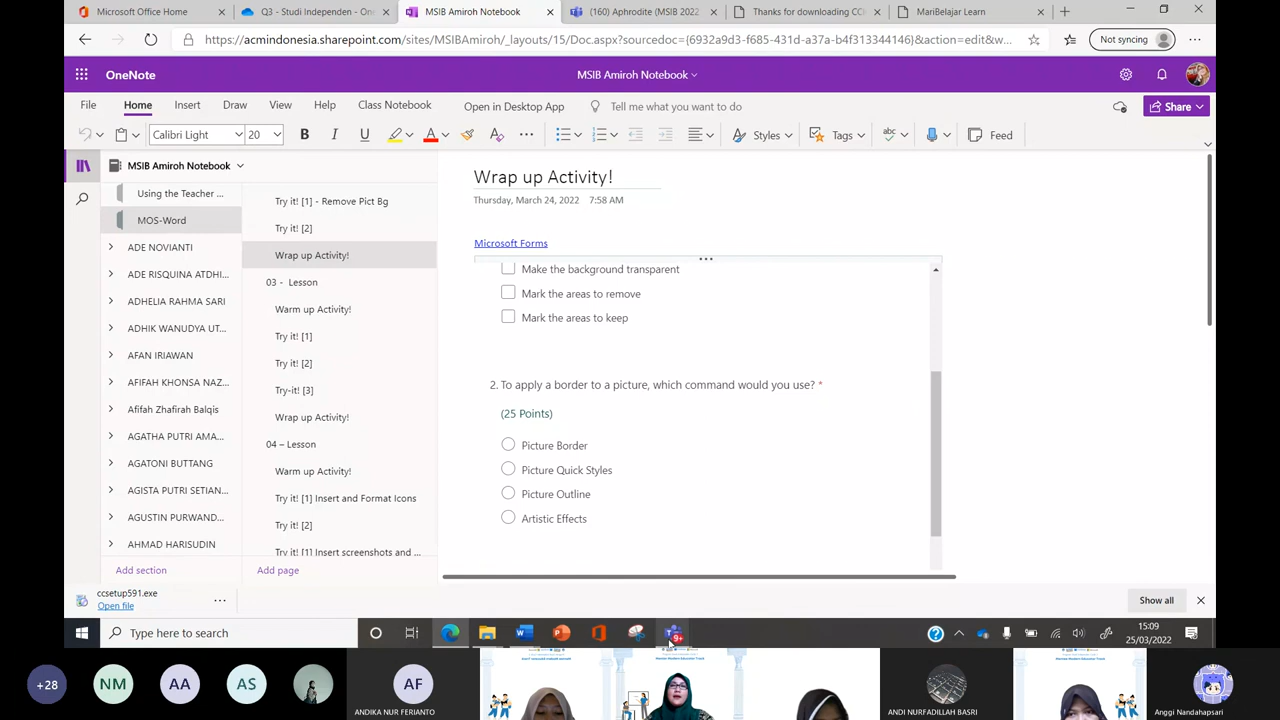 Microsoft Office Home
Q3 - Studi Independen - One
MSIB Amiroh Notebook
(160) Aphrodite (MSIB 2022
Thanks for downloading CCl
MariBelajar Learn
https://acmindonesia.sharepoint.com/sites/MSIBAmiroh/_layouts/15/Doc.aspx?sourcedoc={6932a9d3-f685-431d-a37a-b4f313344146}&action=edit&w...
Not syncing
OneNote
MSIB Amiroh Notebook
File
Home
Insert
Draw
View
Help
Class Notebook
Open in Desktop App
Tell me what you want to do
Share
Calibri Light
20
B
I
U
Styles
Tags
Feed
MSIB Amiroh Notebook
Using the Teacher ...
MOS-Word
ADE NOVIANTI
ADE RISQUINA ATDHI...
ADHELIA RAHMA SARI
ADHIK WANUDYA UT...
AFAN IRIAWAN
AFIFAH KHONSA NAZ...
Afifah Zhafirah Balqis
AGATHA PUTRI AMA...
AGATONI BUTTANG
AGISTA PUTRI SETIAN...
AGUSTIN PURWAND...
AHMAD HARISUDIN
Add section
Try it! [1] - Remove Pict Bg
Try it! [2]
Wrap up Activity!
03 - Lesson
Warm up Activity!
Try it! [1]
Try it! [2]
Try-it! [3]
Wrap up Activity!
04 – Lesson
Warm up Activity!
Try it! [1] Insert and Format Icons
Try it! [2]
Try it! [1] Insert screenshots and ...
Add page
Wrap up Activity!
Thursday, March 24, 2022 7:58 AM
Microsoft Forms
Make the background transparent
Mark the areas to remove
Mark the areas to keep
2. To apply a border to a picture, which command would you use? *
(25 Points)
Picture Border
Picture Quick Styles
Picture Outline
Artistic Effects
ccsetup591.exe
Open file
Show all
Type here to search
9+
15:09
25/03/2022
+28
NM
AA
AS
AF
ANDIKA NUR FERIANTO
ANDI NURFADILLAH BASRI
Anggi Nandahapsari